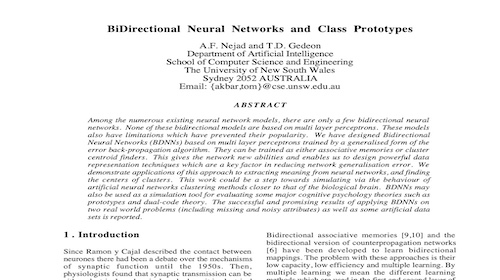 BiDirectional Neural Networks and Class Prototypes
A.F. Nejad and T.D. Gedeon
Department of Artificial Intelligence
School of Computer Science and Engineering
The University of New South Wales
Sydney 2052 AUSTRALIA
Email: {akbar,tom}@cse.unsw.edu.au
ABSTRACT
Among the numerous existing neural network models, there are only a few bidirectional neural
networks. None of these bidirectional models are based on multi layer perceptrons. These models
also have limitations which have prevented their popularity. We have designed Bidirectional
Neural Networks (BDNNs) based on multi layer perceptrons trained by a generalised form of the
error back-propagation algorithm. They can be trained as either associative memories or cluster
centroid finders. This gives the network new abilities and enables us to design powerful data
representation techniques which are a key factor in reducing network generalisation error. We
demonstrate applications of this approach to extracting meaning from neural networks, and finding
the centers of clusters. This work could be a step towards simulating via the behaviour of
artificial neural networks clustering methods closer to that of the biological brain. BDNNs may
also be used as a simulation tool for evaluating some major cognitive psychology theories such as
prototypes and dual-code theory. The successful and promising results of applying BDNNs on
two real world problems (including missing and noisy attributes) as well as some artificial data
sets is reported.
1 . Introduction
Since Ramon y Cajal described the contact between
neurones there had been a debate over the mechanisms
of synaptic function until the 1950s. Then,
physiologists found that synaptic transmission can be
Bidirectional associative memories [9,10] and the
bidirectional version of counterpropagation networks
[6] have been developed to learn bidirectional
mappings. The problem with these approaches is their
low capacity, low efficiency and multiple learning. By
multiple learning we mean the different learning